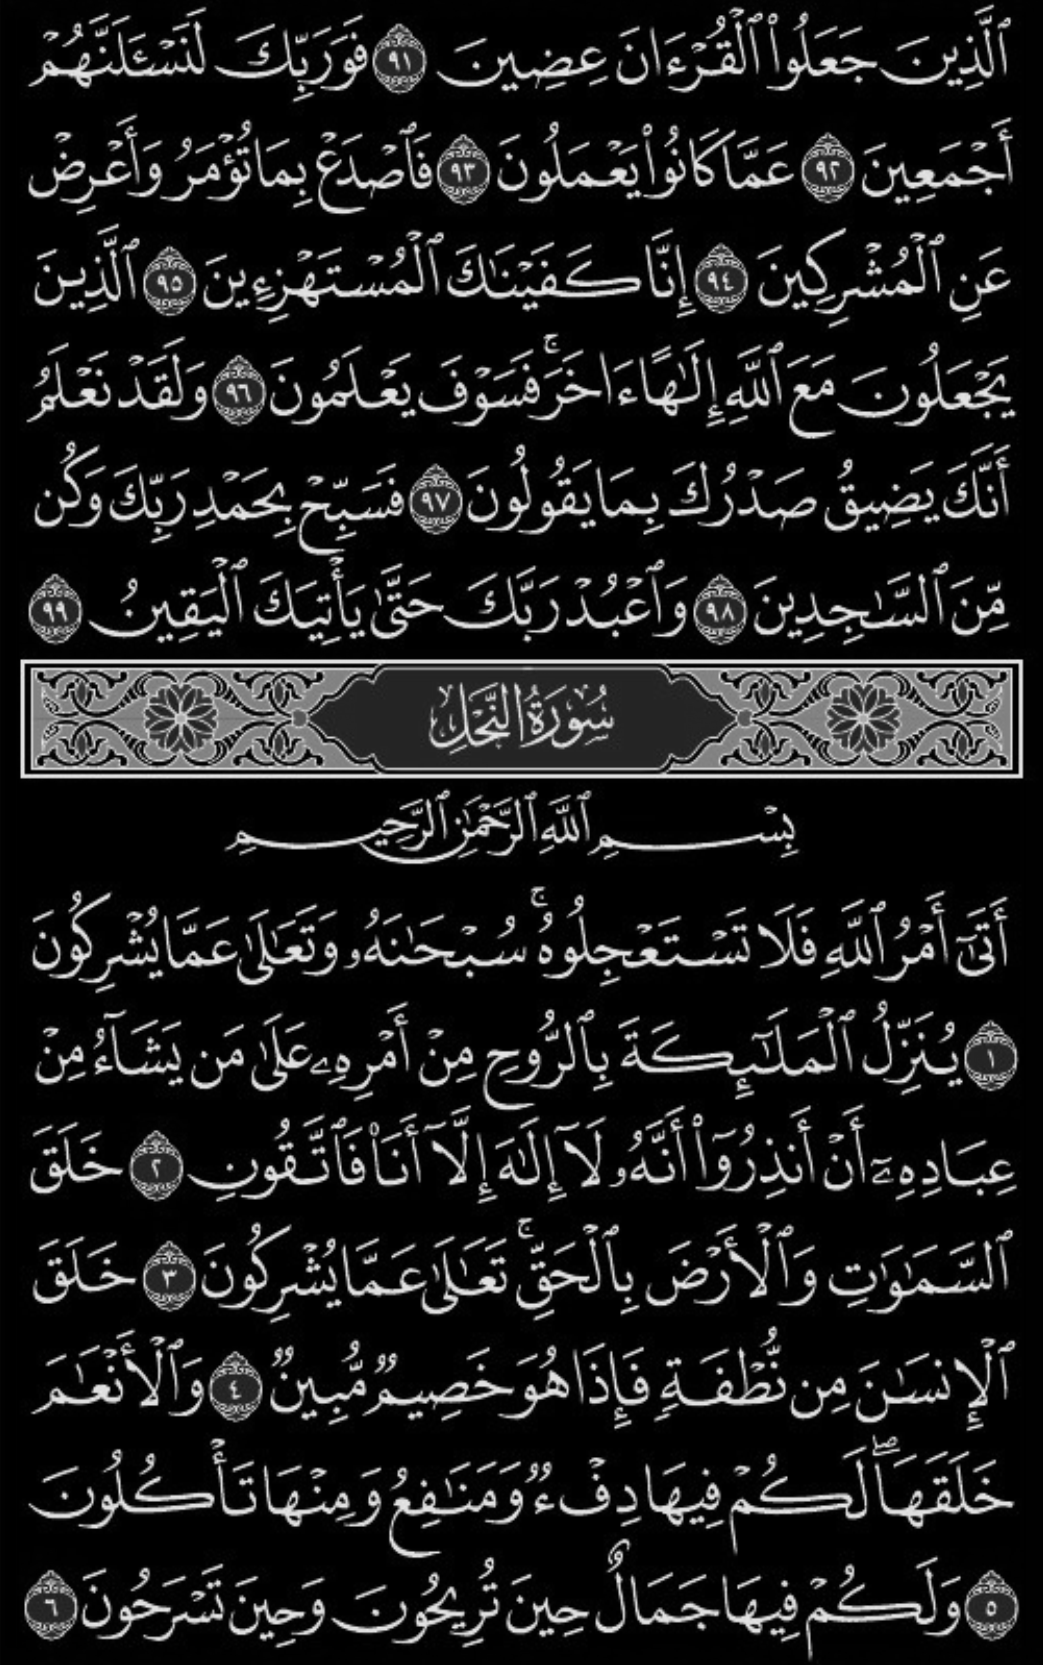 ٱلَّذِينَ جَعَلُوا۟ ٱلْقُرْءَانَ عِضِينَ ٩١ فَوَرَبِّكَ لَنَسْـَٔلَنَّهُمْ
أَجْمَعِينَ ٩٢ عَمَّا كَانُوا۟ يَعْمَلُونَ ٩٣ فَٱصْدَعْ بِمَا تُؤْمَرُ وَأَعْرِضْ
عَنِ ٱلْمُشْرِكِينَ ٩٤ إِنَّا كَفَيْنَـٰكَ ٱلْمُسْتَهْزِءِينَ ٩٥ ٱلَّذِينَ
يَجْعَلُونَ مَعَ ٱللَّهِ إِلَـٰهًا ءَاخَرَ ۚ فَسَوْفَ يَعْلَمُونَ ٩٦ وَلَقَدْ نَعْلَمُ
أَنَّكَ يَضِيقُ صَدْرُكَ بِمَا يَقُولُونَ ٩٧ فَسَبِّحْ بِحَمْدِ رَبِّكَ وَكُن
مِّنَ ٱلسَّـٰجِدِينَ ٩٨ وَٱعْبُدْ رَبَّكَ حَتَّىٰ يَأْتِيَكَ ٱلْيَقِينُ ٩٩
سُورَةُ النَّحْلِ
بِسْمِ ٱللَّهِ ٱلرَّحْمَـٰنِ ٱلرَّحِيمِ
أَتَىٰٓ أَمْرُ ٱللَّهِ فَلَا تَسْتَعْجِلُوهُ ۚ سُبْحَـٰنَهُۥ وَتَعَـٰلَىٰ عَمَّا يُشْرِكُونَ
١ يُنَزِّلُ ٱلْمَلَـٰٓئِكَةَ بِٱلرُّوحِ مِنْ أَمْرِهِۦ عَلَىٰ مَن يَشَآءُ مِنْ
عِبَادِهِۦٓ أَنْ أَنذِرُوٓا۟ أَنَّهُۥ لَآ إِلَـٰهَ إِلَّآ أَنَا۠ فَٱتَّقُونِ ٢ خَلَقَ
ٱلسَّمَـٰوَٰتِ وَٱلْأَرْضَ بِٱلْحَقِّ ۚ تَعَـٰلَىٰ عَمَّا يُشْرِكُونَ ٣ خَلَقَ
ٱلْإِنسَـٰنَ مِن نُّطْفَةٍ فَإِذَا هُوَ خَصِيمٌ مُّبِينٌ ٤ وَٱلْأَنْعَـٰمَ
خَلَقَهَا ۗ لَكُمْ فِيهَا دِفْءٌ وَمَنَـٰفِعُ وَمِنْهَا تَأْكُلُونَ
٥ وَلَكُمْ فِيهَا جَمَالٌ حِينَ تُرِيحُونَ وَحِينَ تَسْرَحُونَ ٦